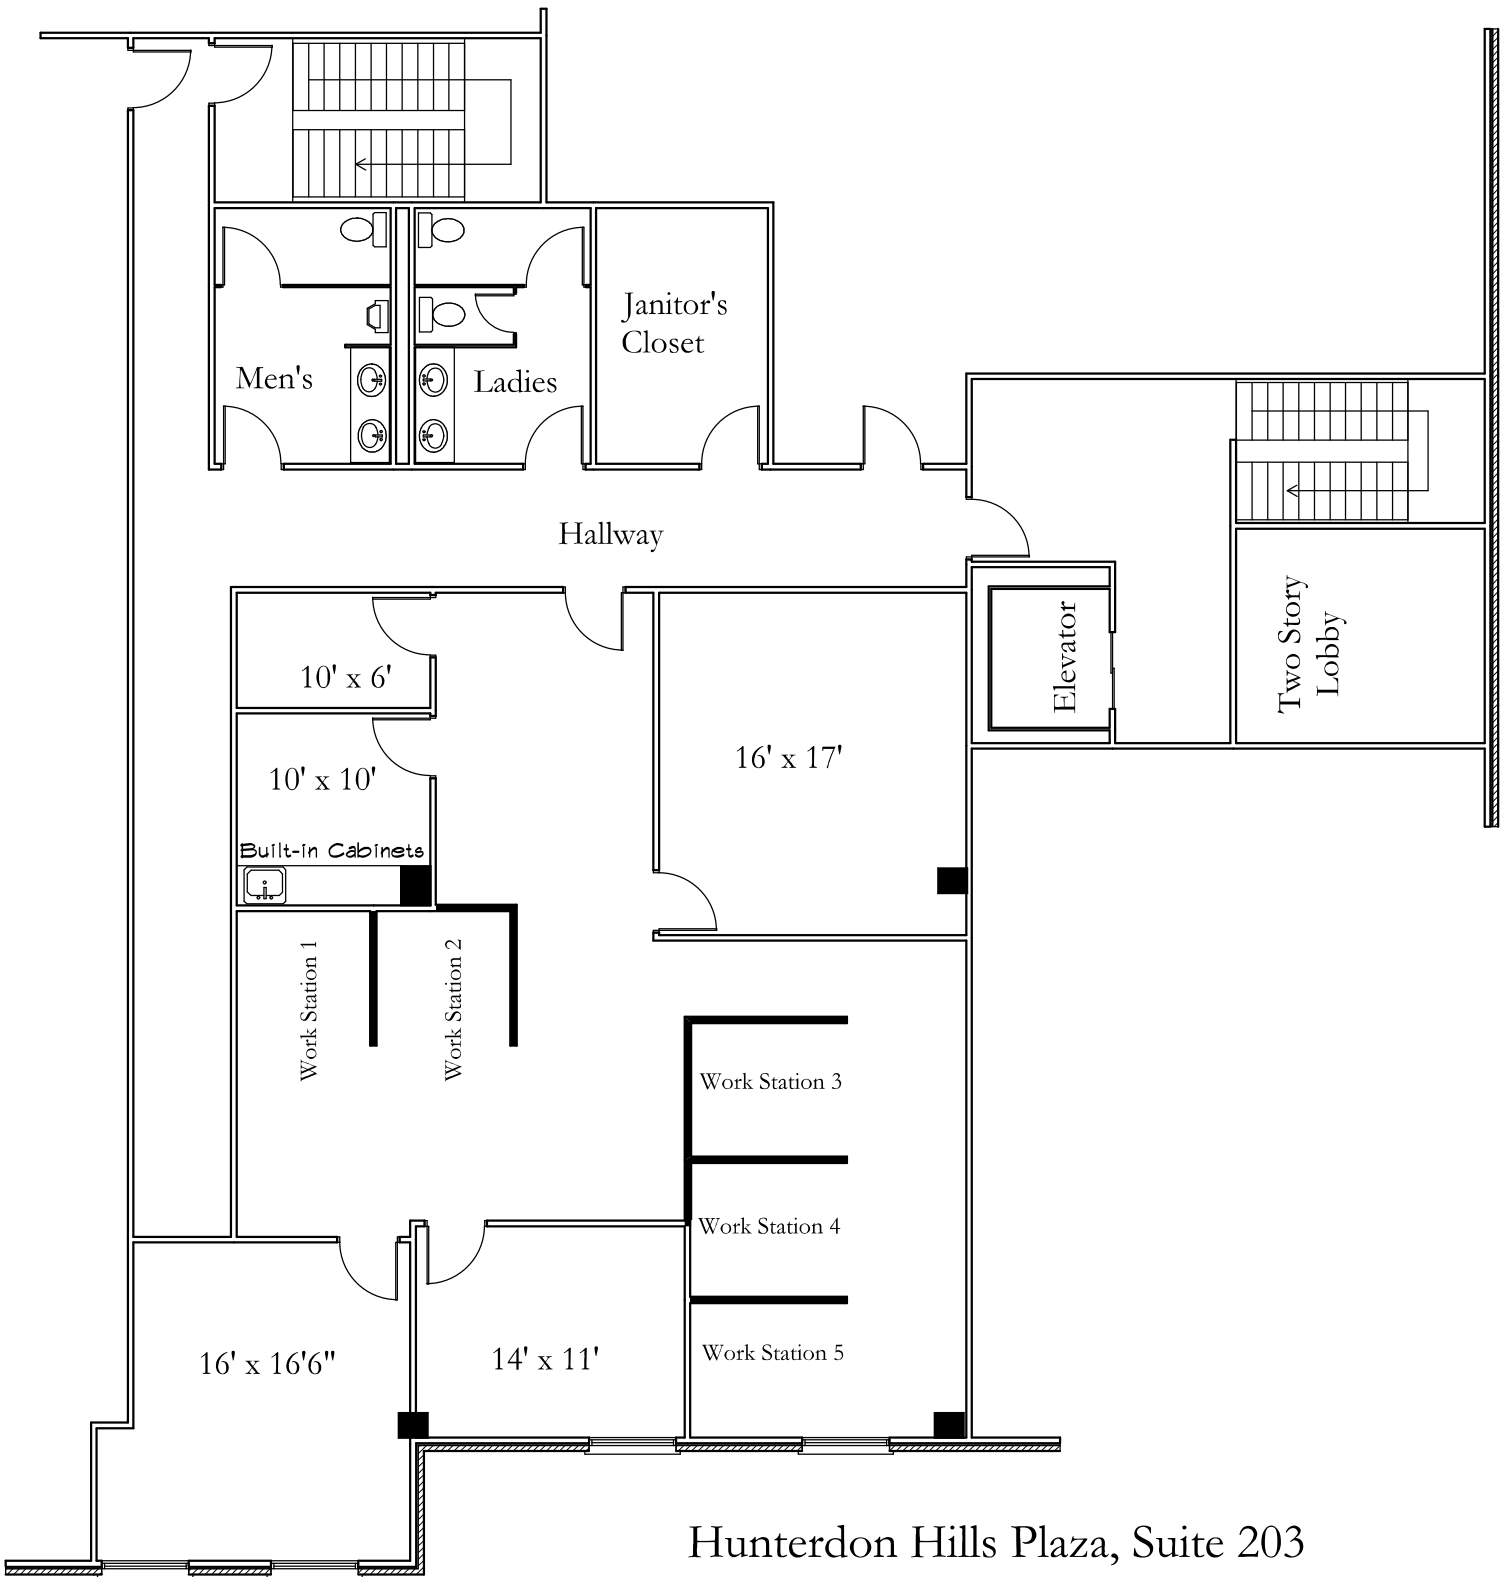 Janitor's
Closet
Men's
Ladies
Hallway
Two Story
Lobby
Elevator
10' x 6'
16' x 17'
10' x 10'
Built-in Cabinets
Work Station 1
Work Station 2
Work Station 3
Work Station 4
Work Station 5
16' x 16'6"
14' x 11'
Hunterdon Hills Plaza, Suite 203